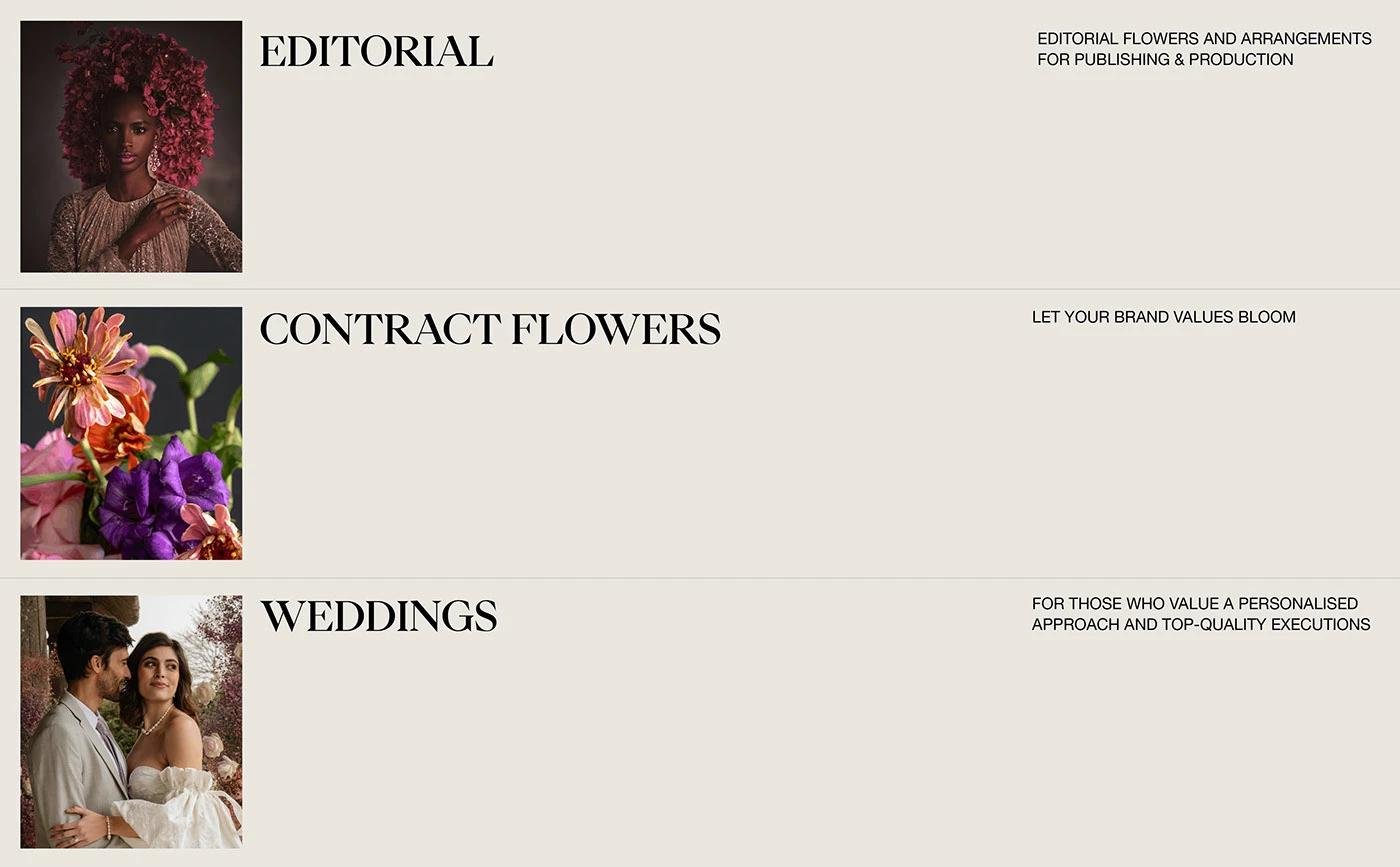 EDITORIAL
EDITORIAL FLOWERS AND ARRANGEMENTS
FOR PUBLISHING & PRODUCTION
CONTRACT FLOWERS
LET YOUR BRAND VALUES BLOOM
WEDDINGS
FOR THOSE WHO VALUE A PERSONALISED
APPROACH AND TOP-QUALITY EXECUTIONS